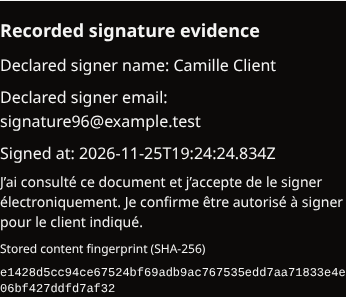 Recorded signature evidence
Declared signer name: Camille Client
Declared signer email:
signature96@example.test
Signed at: 2026-11-25T19:24:24.834Z
J’ai consulté ce document et j’accepte de le signer
électroniquement. Je confirme être autorisé à signer
pour le client indiqué.
Stored content fingerprint (SHA-256)
e1428d5cc94ce67524bf69adb9ac767535edd7aa71833e4e
06bf427ddfd7af32